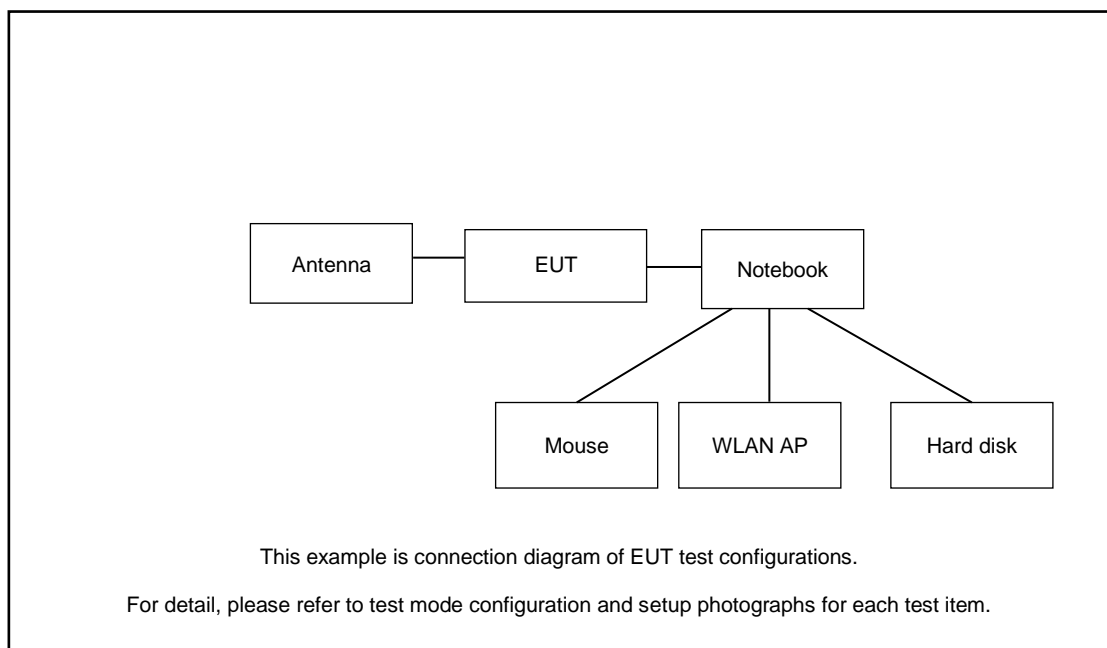 Antenna
EUT
Notebook
Mouse
WLAN AP
Hard disk
This example is connection diagram of EUT test configurations.
For detail, please refer to test mode configuration and setup photographs for each test item.